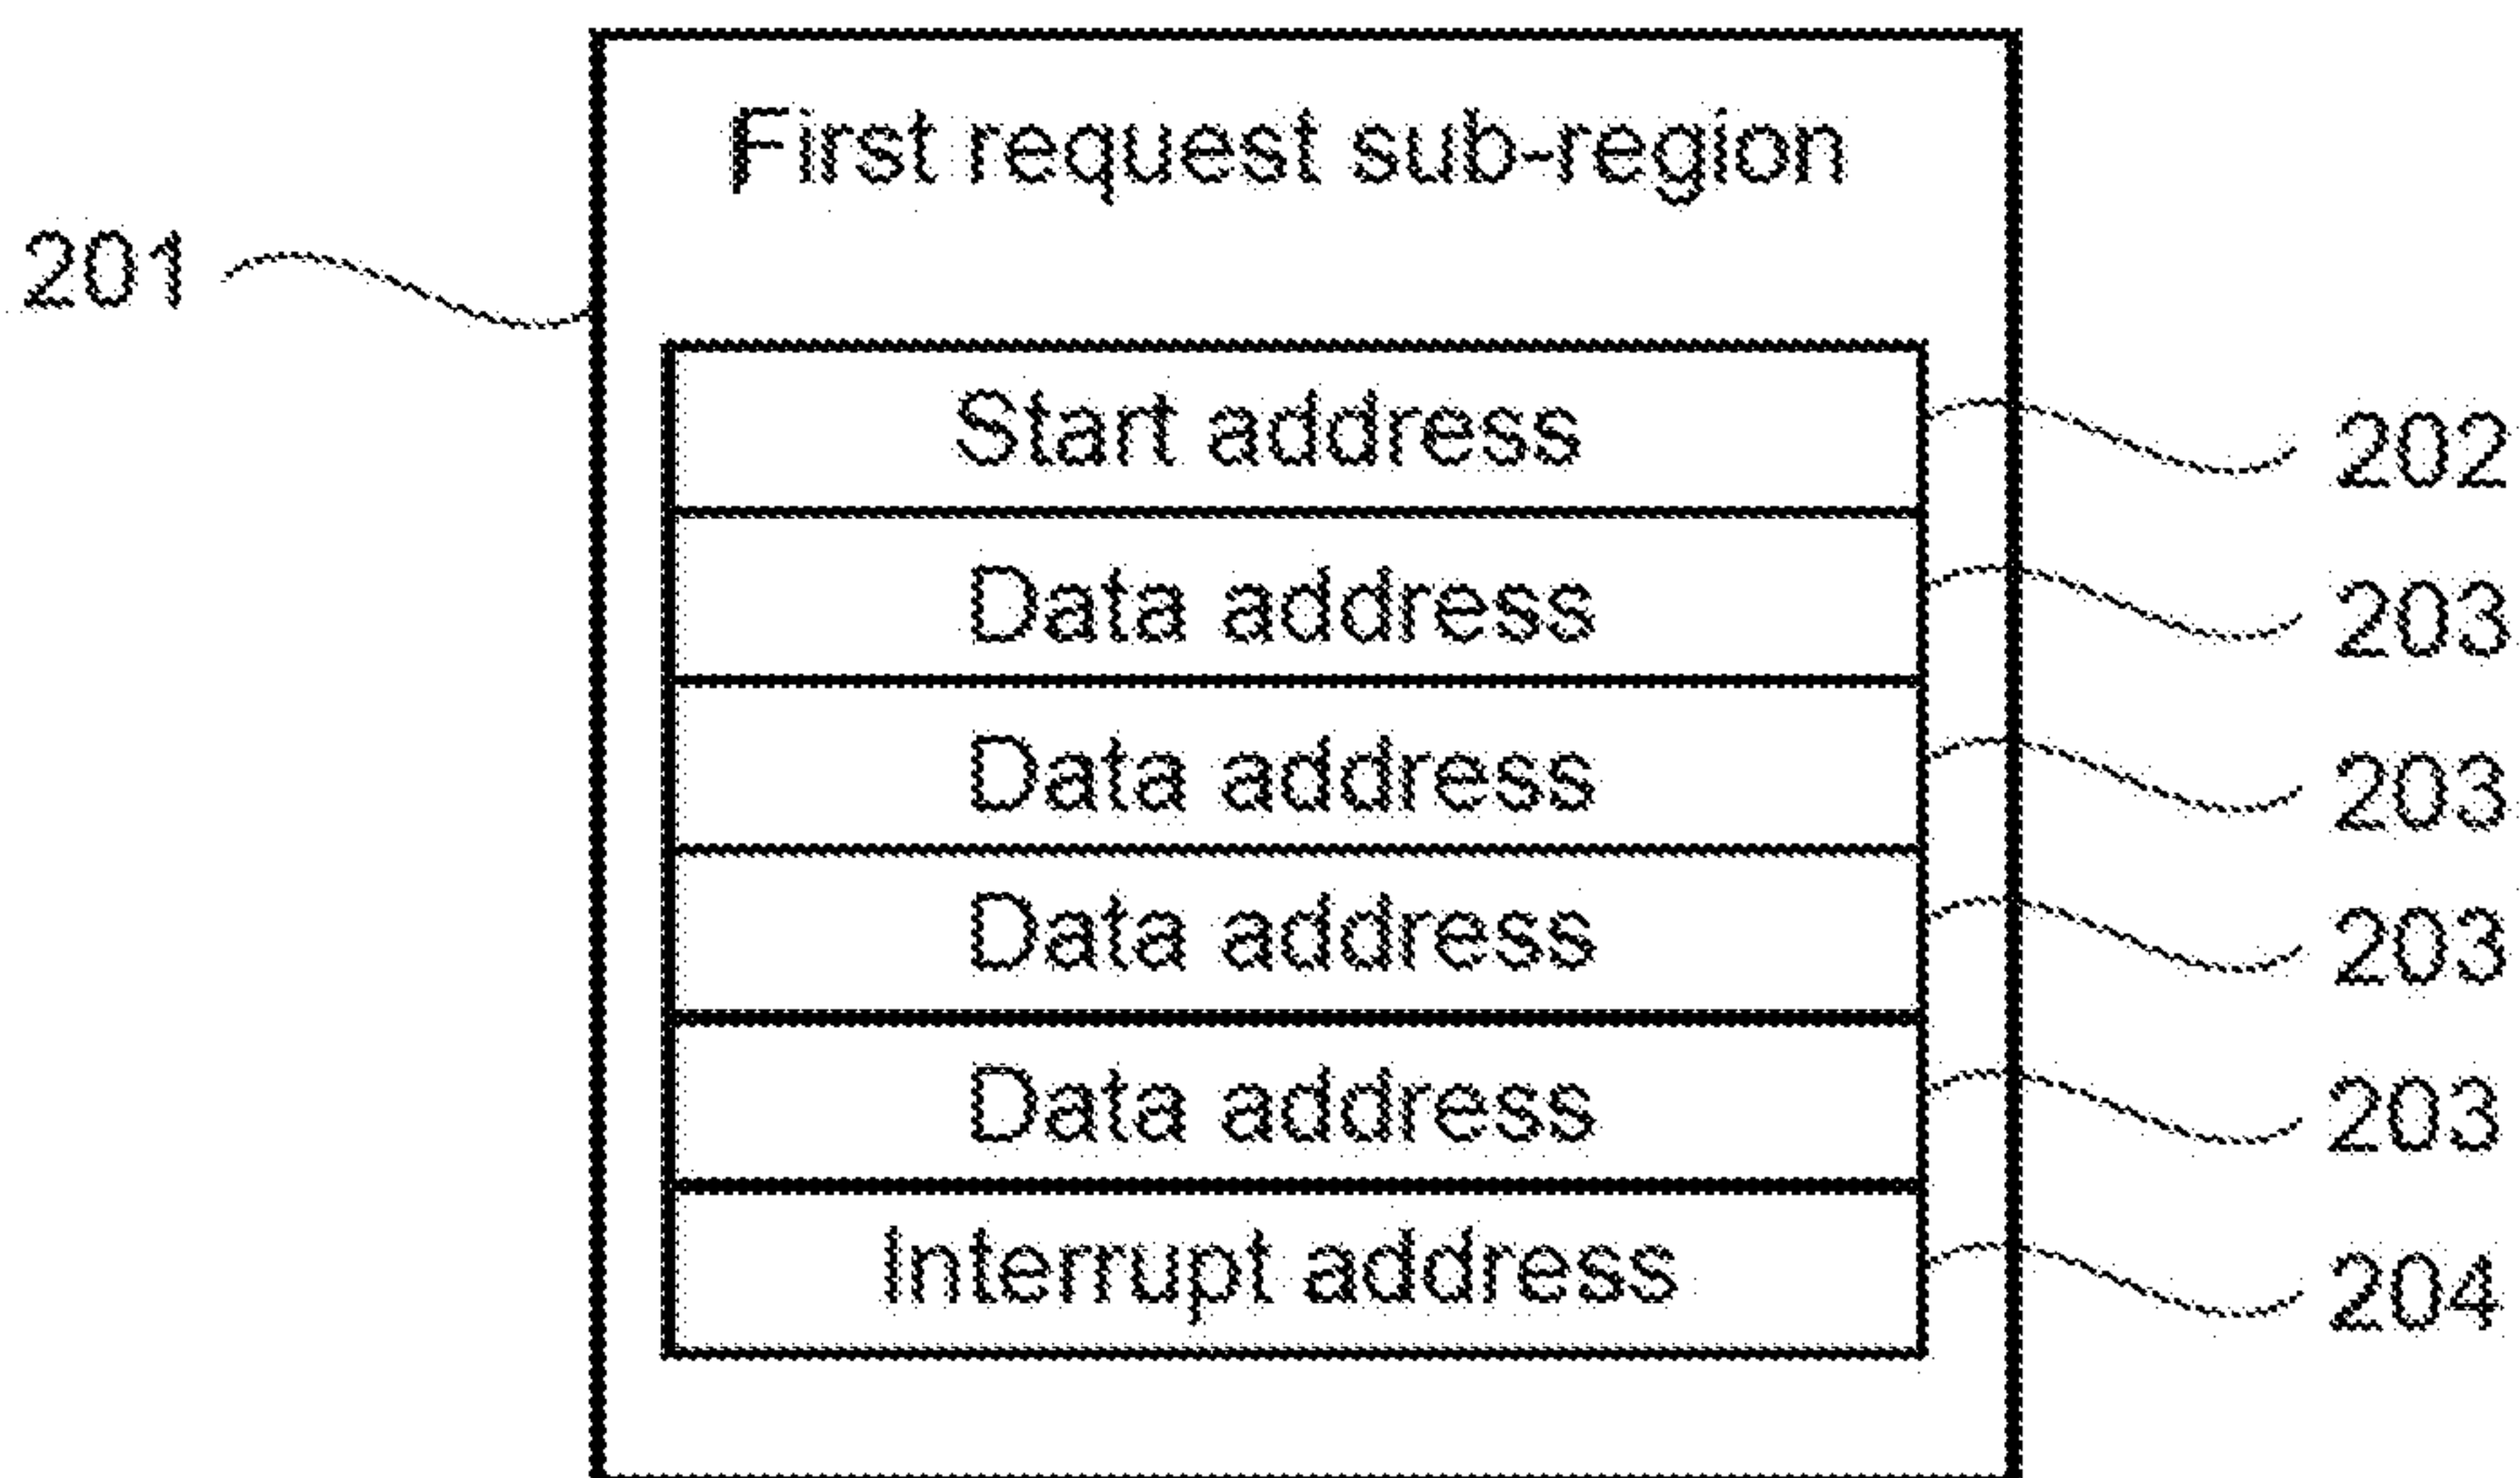 First request sub-region
201
Start address 202
Data address 203
Data address 203
Data address 203
Data address 203
Interrupt address 204